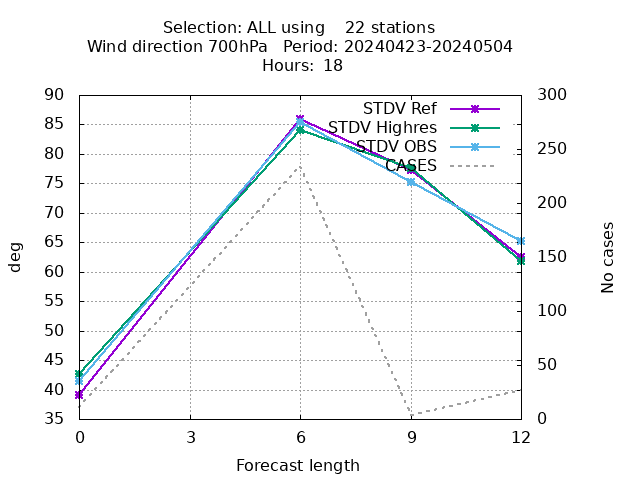 Selection: ALL using    22 stations
Wind direction 700hPa   Period: 20240423-20240504
Hours: 18
90
85
80
75
70
65
60
55
50
45
40
35
300
250
200
150
100
50
0
STDV Ref
STDV Highres
STDV OBS
CASES
deg
No cases
0
3
6
9
12
Forecast length